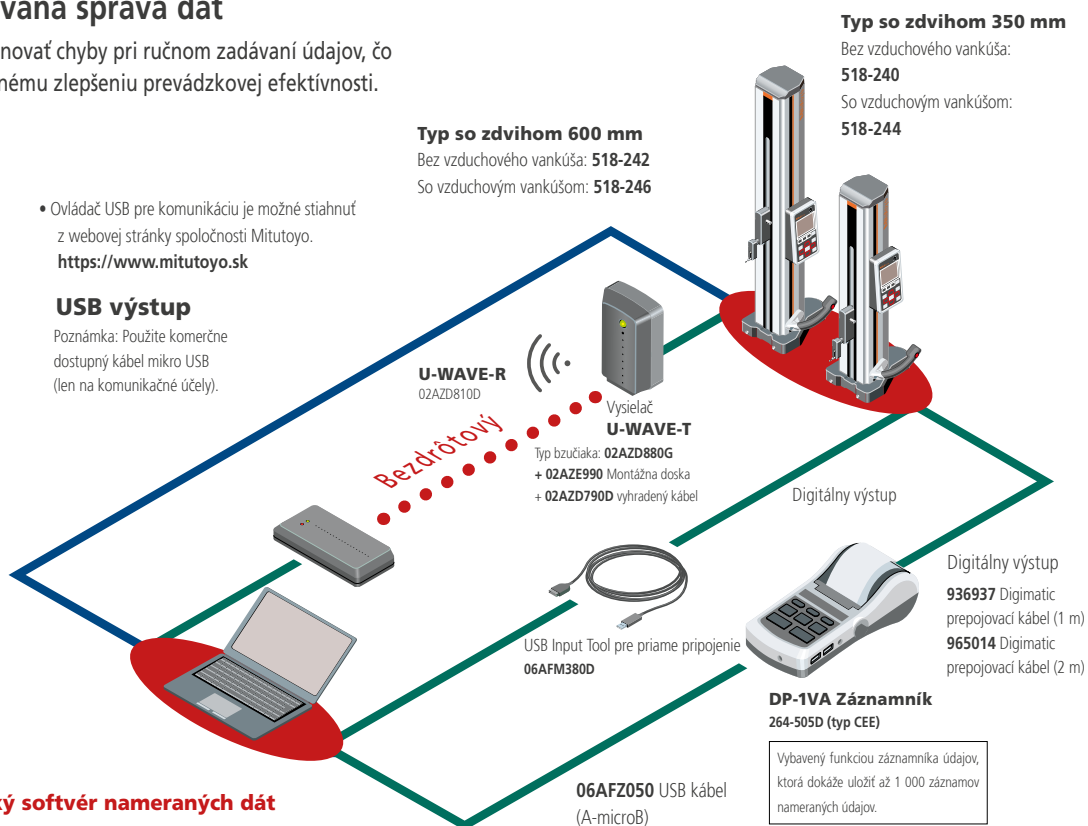 vaná správa dát
novať chyby pri ručnom zadávaní údajov, čo
nému zlepšeniu prevádzkovej efektívnosti.
Typ so zdvihom 350 mm
Bez vzduchového vankúša:
518-240
So vzduchovým vankúšom:
518-244
Typ so zdvihom 600 mm
Bez vzduchového vankúša: 518-242
So vzduchovým vankúšom: 518-246
• Ovládač USB pre komunikáciu je možné stiahnuť
z webovej stránky spoločnosti Mitutoyo.
https://www.mitutoyo.sk
USB výstup
Poznámka: Použite komerčne
dostupný kábel mikro USB
(len na komunikačné účely).
U-WAVE-R
02AZD810D
Bezdrôtový
Vysielač
U-WAVE-T
Typ bzučiaka: 02AZD880G
+ 02AZE990 Montážna doska
+ 02AZD790D vyhradený kábel
Digitálny výstup
USB Input Tool pre priame pripojenie
06AFM380D
Digitálny výstup
936937 Digimatic
prepojovací kábel (1 m)
965014 Digimatic
prepojovací kábel (2 m)
DP-1VA Záznamník
264-505D (typ CEE)
Vybavený funkciou záznamníka údajov,
ktorá dokáže uložiť až 1 000 záznamov
nameraných údajov.
06AFZ050 USB kábel
(A-microB)
ký softvér nameraných dát